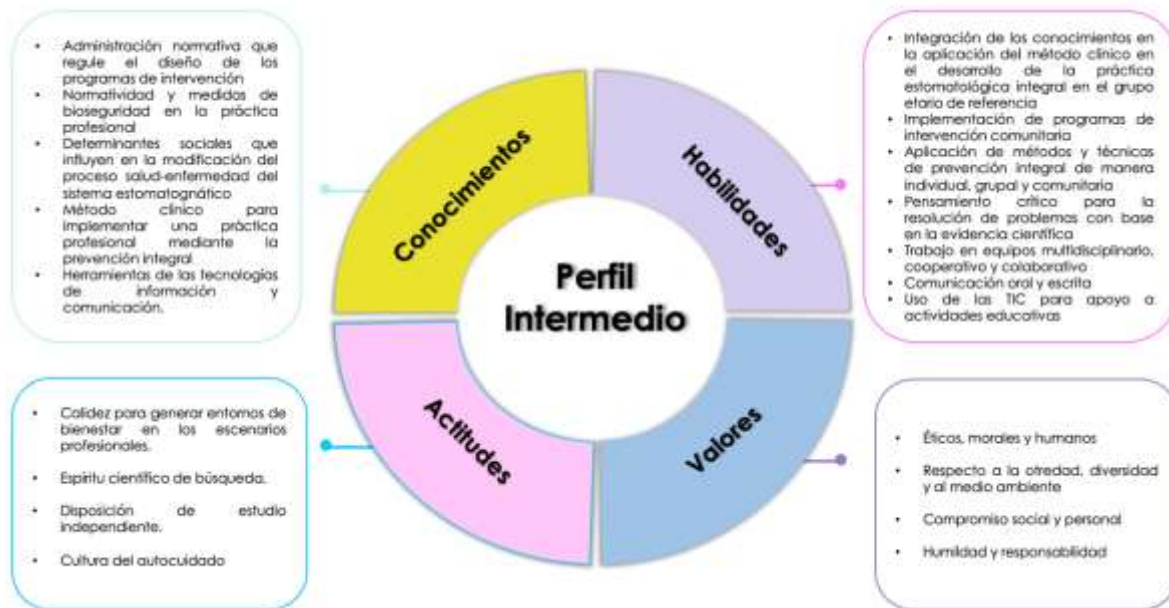 • Administración normativa que
regule el diseño de los
programas de intervención
• Normatividad y medidas de
bioseguridad en la práctica
profesional
• Determinantes sociales que
influyen en la modificación del
proceso salud-enfermedad del
sistema estomatognático
• Método clínico para
implementar una práctica
profesional mediante la
prevención integral
• Herramientas de las tecnologías
de información y
comunicación.
Conocimientos
Habilidades
• Integración de los conocimientos en
la aplicación del método clínico en
el desarrollo de la práctica
estomatológica integral en el grupo
etario de referencia
• Implementación de programas de
intervención comunitaria
• Aplicación de métodos y técnicas
de prevención integral de manera
individual, grupal y comunitaria
• Pensamiento crítico para la
resolución de problemas con base
en la evidencia científica
• Trabajo en equipos multidisciplinario,
cooperativo y colaborativo
• Comunicación oral y escrita
• Uso de las TIC para apoyo a
actividades educativas
Perfil
Intermedio
• Calidez para generar entornos de
bienestar en los escenarios
profesionales.
• Espíritu científico de búsqueda.
• Disposición de estudio
independiente.
• Cultura del autocuidado
Actitudes
Valores
• Éticos, morales y humanos
• Respecto a la otredad, diversidad
y al medio ambiente
• Compromiso social y personal
• Humildad y responsabilidad